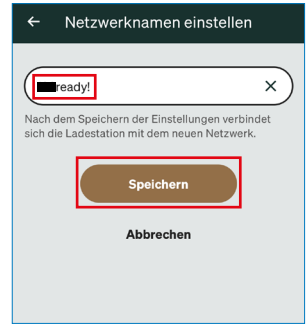 Netzwerknamen einstellen
ready!
Nach dem Speichern der Einstellungen verbindet
sich die Ladestation mit dem neuen Netzwerk.
Speichern
Abbrechen